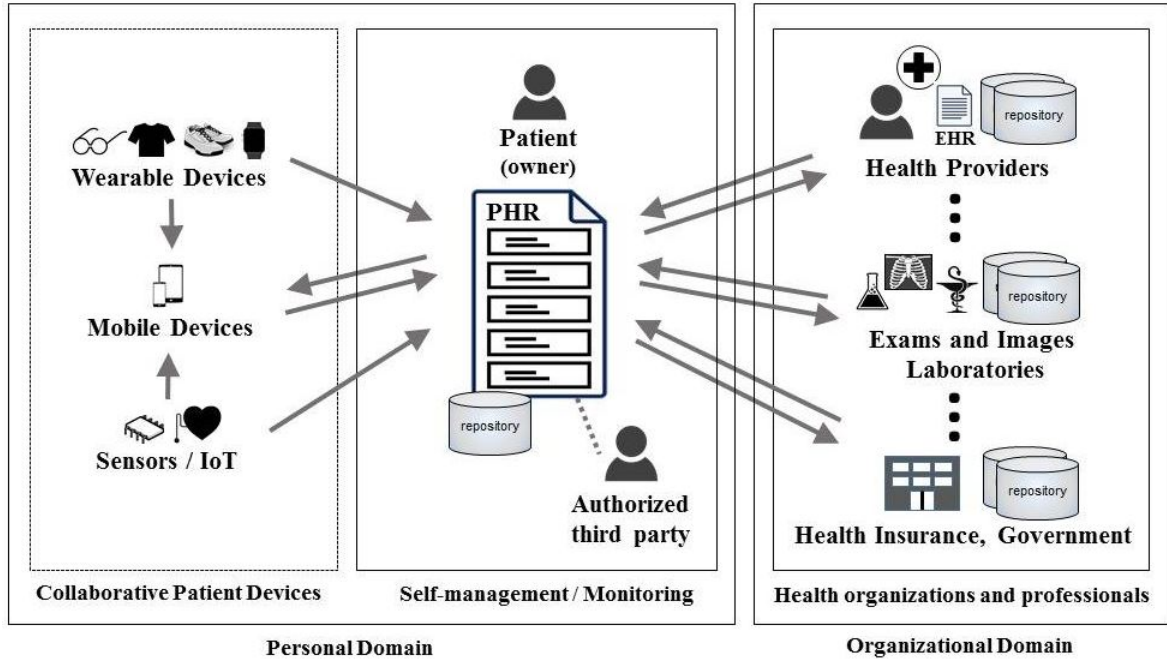 Wearable Devices
Mobile Devices
Sensors / IoT
Collaborative Patient Devices
Patient
(owner)
PHR
repository
Authorized
third party
Self-management / Monitoring
Personal Domain
EHR
repository
Health Providers
repository
Exams and Images
Laboratories
repository
Health Insurance, Government
Health organizations and professionals
Organizational Domain